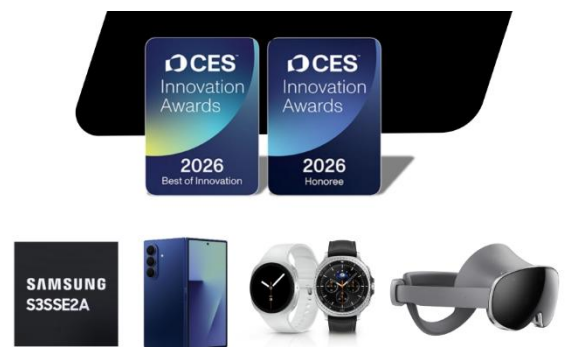 CES
Innovation
Awards
2026
Best of Innovation
CES
Innovation
Awards
2026
Honoree
SAMSUNG
S3SSE2A